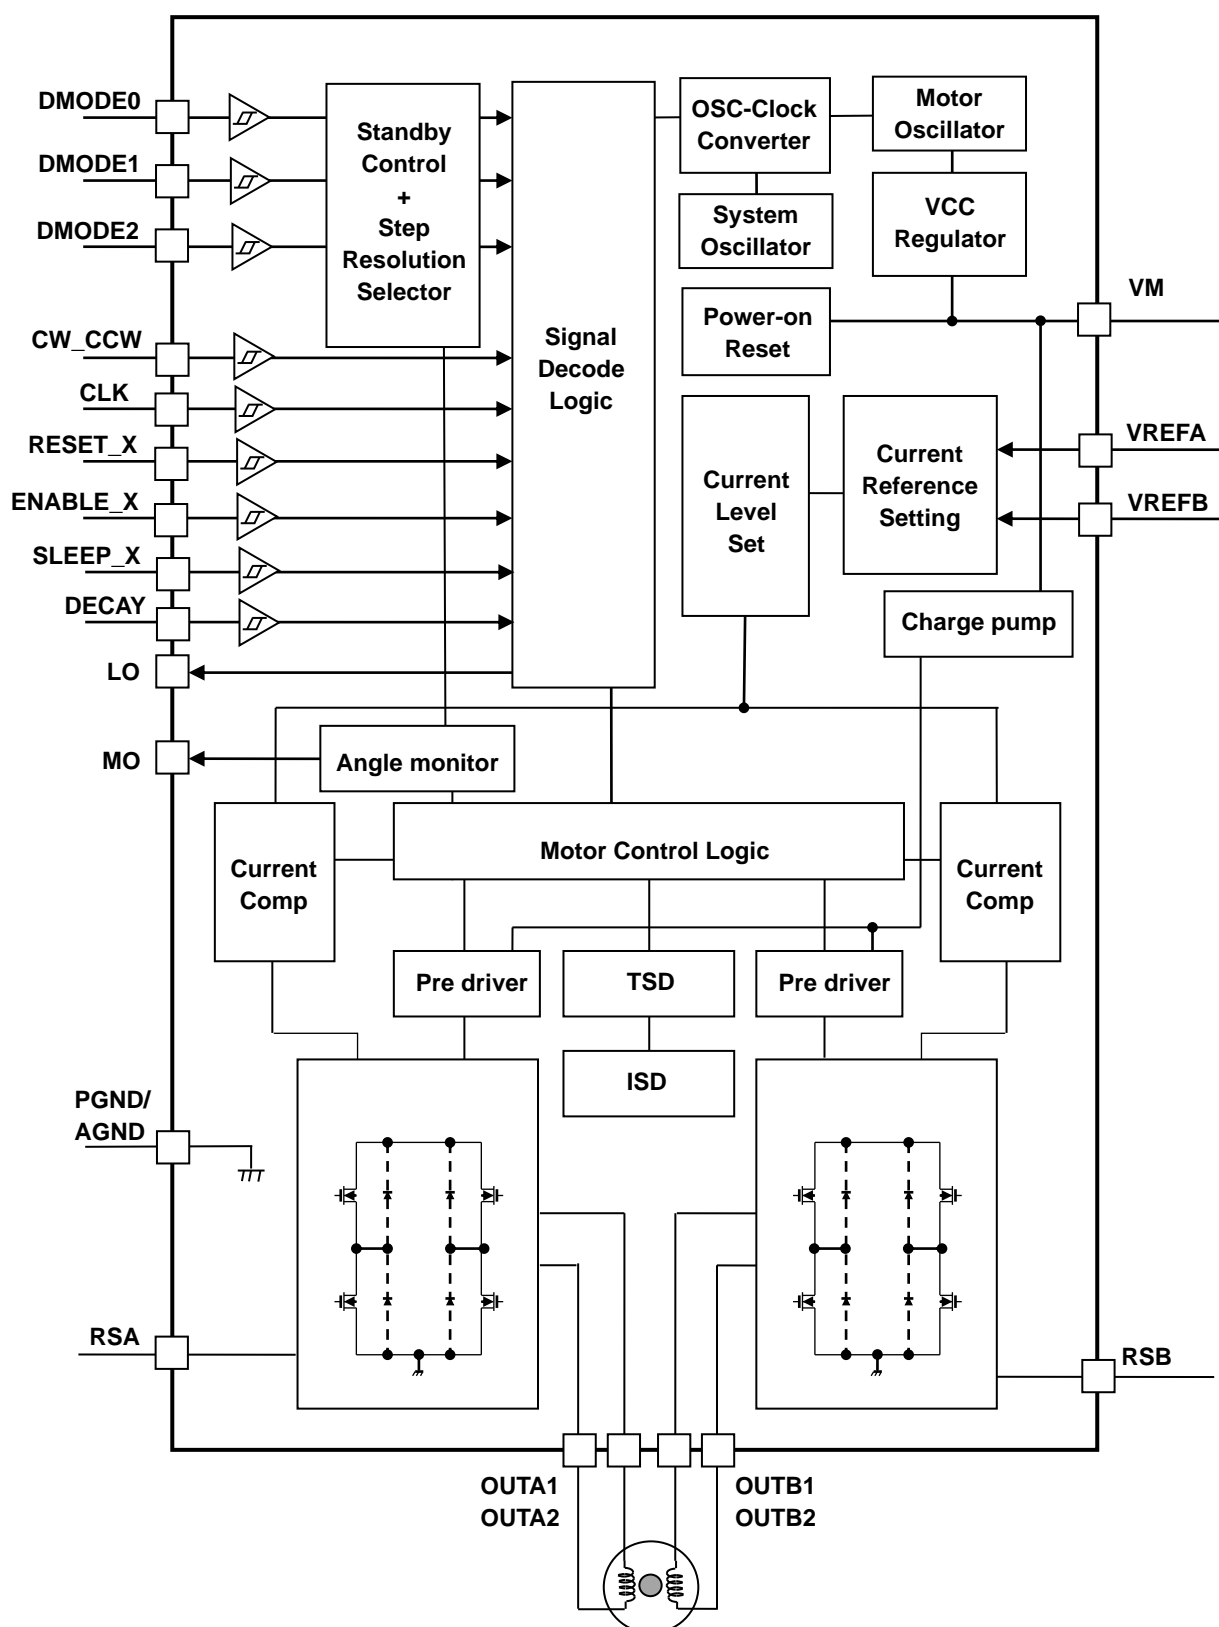 DMODE0
DMODE1
DMODE2
CW_CCW
CLK
RESET_X
ENABLE_X
SLEEP_X
DECAY
LO
MO
Standby
Control
+
Step
Resolution
Selector
Signal
Decode
Logic
OSC-Clock
Converter
Motor
Oscillator
System
Oscillator
VCC
Regulator
Power-on
Reset
VM
Current
Level
Set
Current
Reference
Setting
VREFA
VREFB
Charge pump
Angle monitor
Current
Comp
Motor Control Logic
Current
Comp
Pre driver
TSD
Pre driver
ISD
PGND/
AGND
RSA
RSB
OUTA1
OUTA2
OUTB1
OUTB2